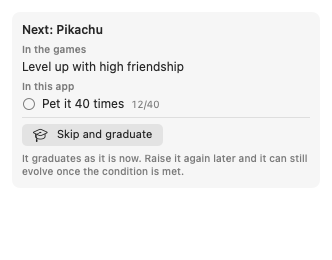 Next: Pikachu
In the games
Level up with high friendship
In this app
Pet it 40 times 12/40
Skip and graduate
It graduates as it is now. Raise it again later and it can still
evolve once the condition is met.